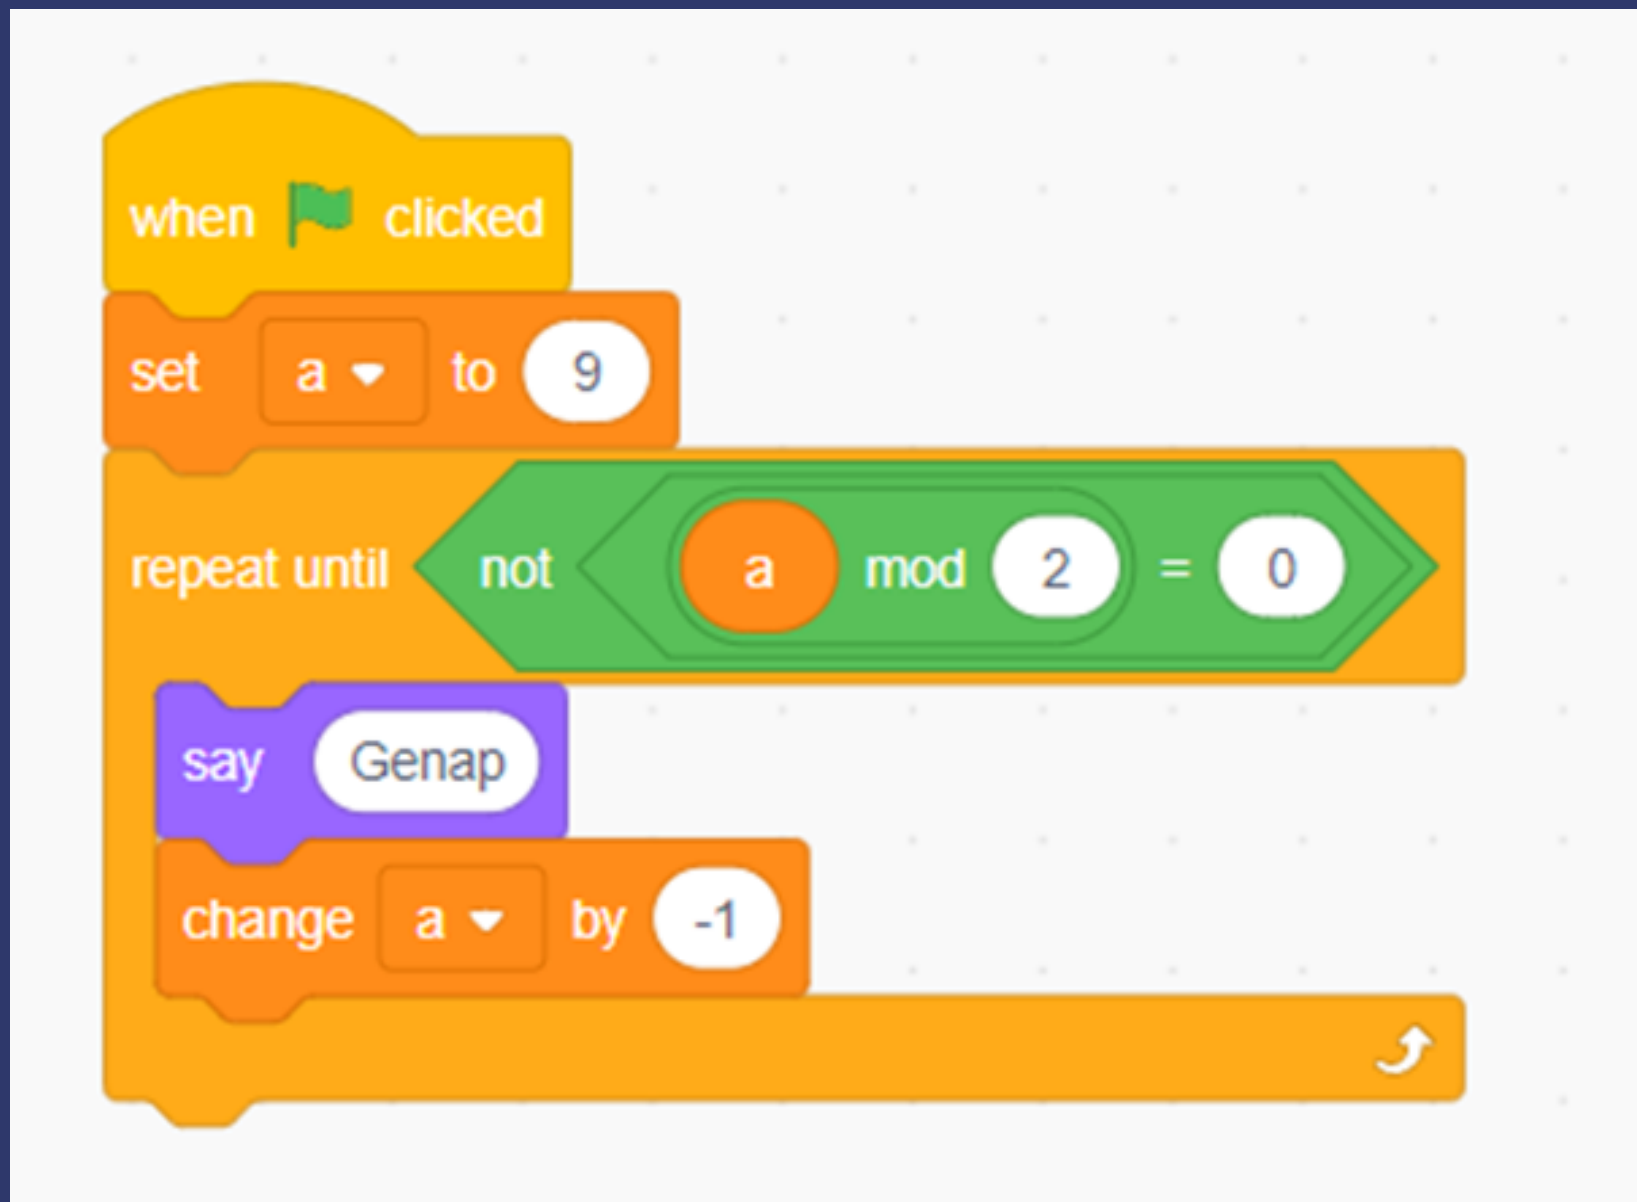 when clicked
set a to 9
repeat until not a mod 2 = 0
say Genap
change a by -1